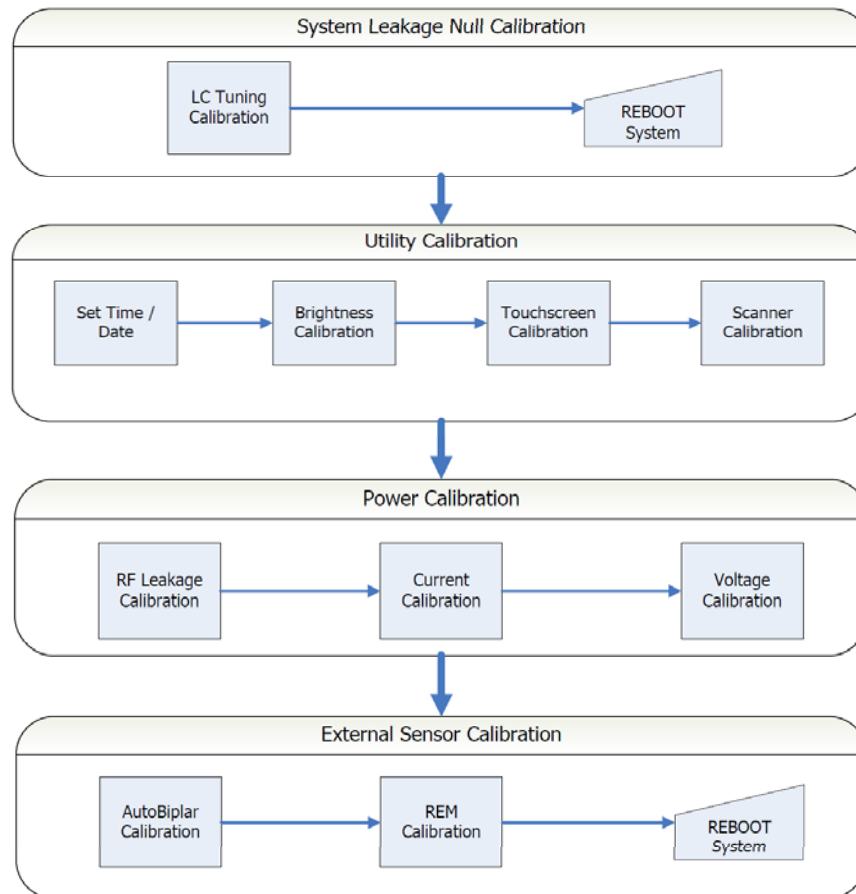 System Leakage Null Calibration
LC Tuning
Calibration
REBOOT
System
Utility Calibration
Set Time /
Date
Brightness
Calibration
Touchscreen
Calibration
Scanner
Calibration
Power Calibration
RF Leakage
Calibration
Current
Calibration
Voltage
Calibration
External Sensor Calibration
AutoBiplar
Calibration
REM
Calibration
REBOOT
System